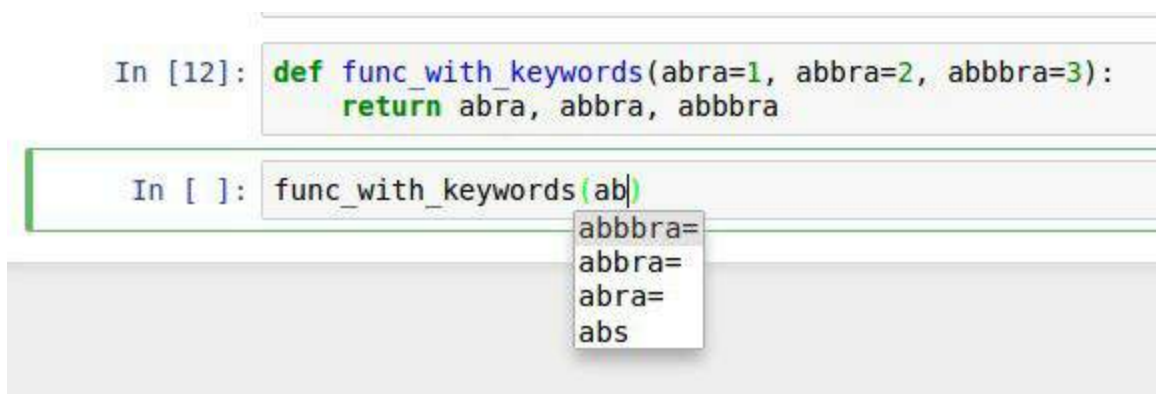 In [12]: def func_with_keywords(abra=1, abbra=2, abbbra=3):
return abra, abbra, abbbra
In [ ]: func_with_keywords(ab)
abbbra=
abbra=
abra=
abs